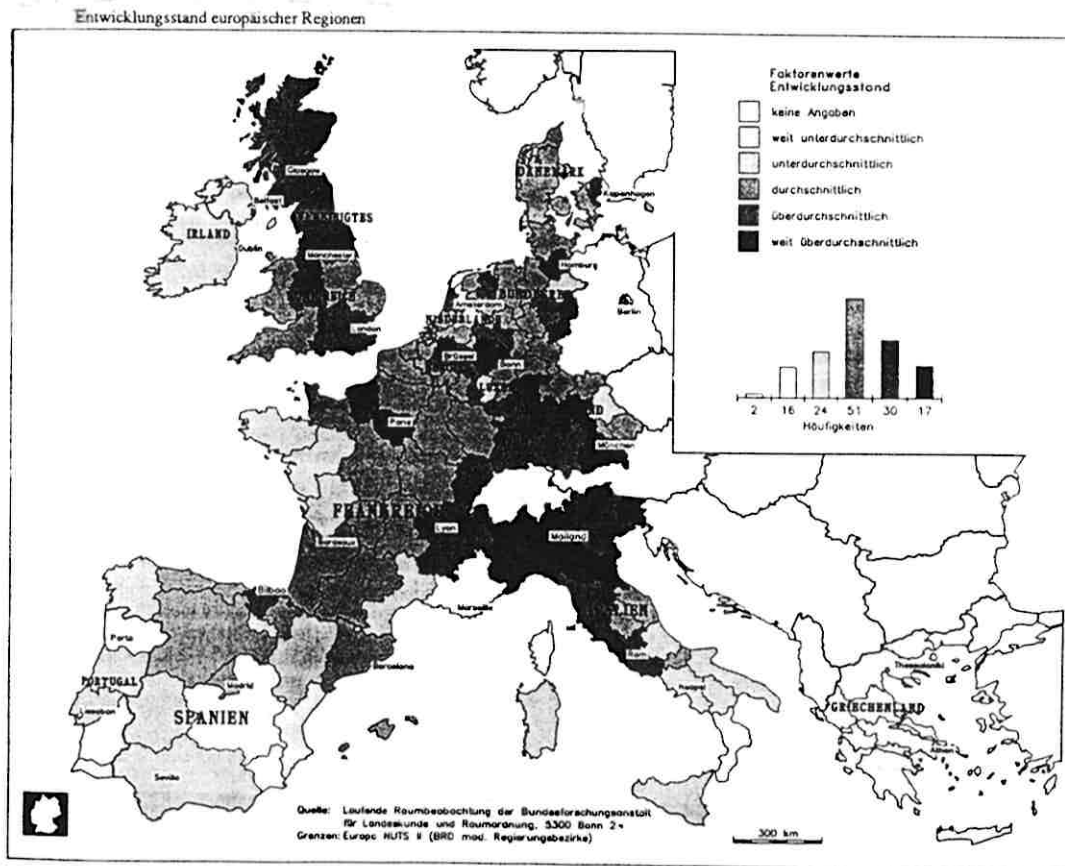 Entwicklungsstand europäischer Regionen
Faktorenwerte
Entwicklungsstand
keine Angaben
weit unterdurchschnittlich
unterdurchschnittlich
durchschnittlich
überdurchschnittlich
weit überdurchschnittlich
2 16 24 51 30 17
Häufigkeiten
DÄNEMARK
Kopenhagen
Glasgow
Belfast
VEREINIGTES
IRLAND
Dublin
Manchester
Hamburg
Berlin
Amsterdam
NIEDERLANDE
London
Brüssel
Bonn
Paris
München
FRANKREICH
Lyon
Mailand
Bordeaux
Bilbao
Marseille
ITALIEN
Porto
Barcelona
Rom
Thessaloniki
PORTUGAL
Madrid
Neapel
Lissabon
SPANIEN
GRIECHENLAND
Athen
Sevilla
Quelle: Laufende Raumbeobachtung der Bundesforschungsanstalt
für Landeskunde und Raumordnung, 5300 Bonn 2
Grenzen: Europa NUTS II (BRD mod. Regierungsbezirke)
300 km